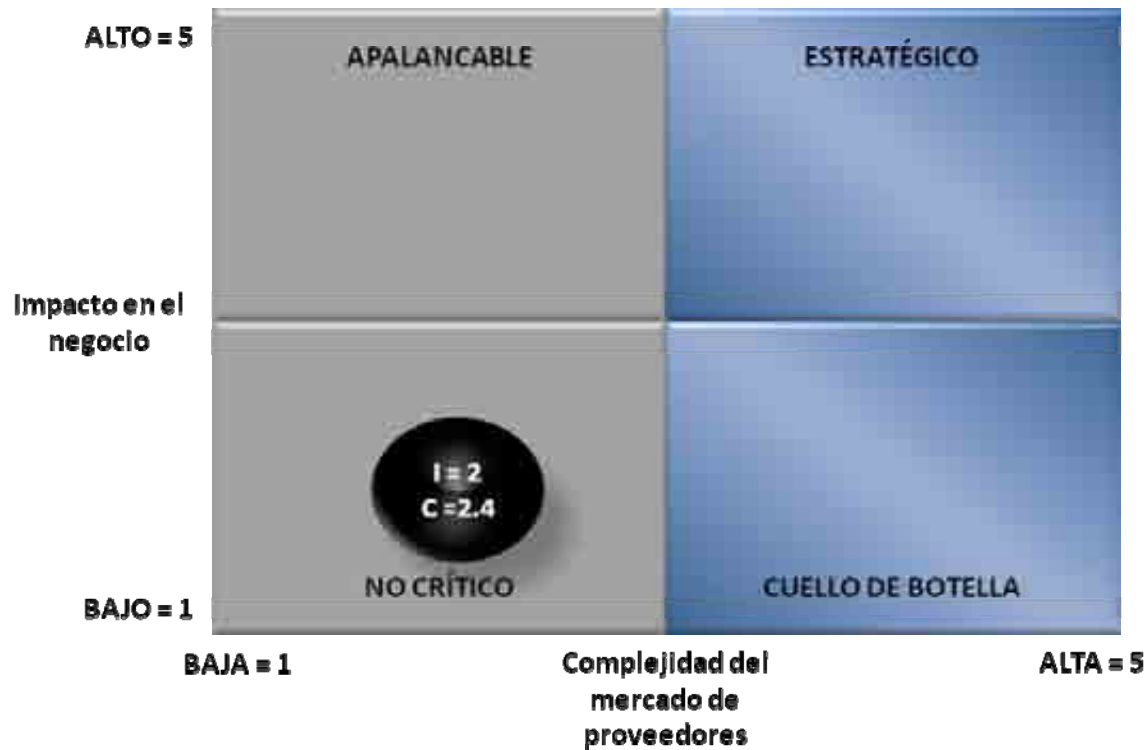 ALTO = 5
APALANCABLE
ESTRATÉGICO
Impacto en el
negocio
I = 2
C =2.4
NO CRÍTICO
CUELLO DE BOTELLA
BAJO = 1
BAJA = 1
Complejidad del
mercado de
proveedores
ALTA = 5